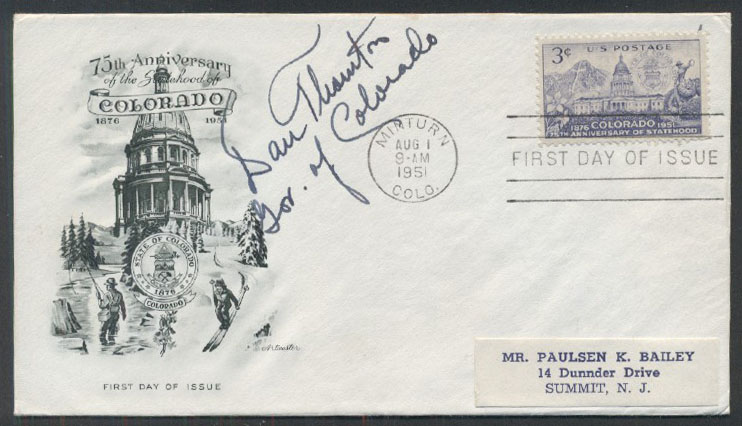 75th Anniversary
of the Statehood of
COLORADO
1876 1951
STATE OF COLORADO
1876
COLORADO
Artmaster
FIRST DAY OF ISSUE
Dan Thornton
Gov. of Colorado
MINTURN
AUG 1
9-AM
1951
COLO.
3¢ U.S. POSTAGE
1876 COLORADO 1951
75TH ANNIVERSARY OF STATEHOOD
FIRST DAY OF ISSUE
MR. PAULSEN K. BAILEY
14 Dunnder Drive
SUMMIT, N. J.